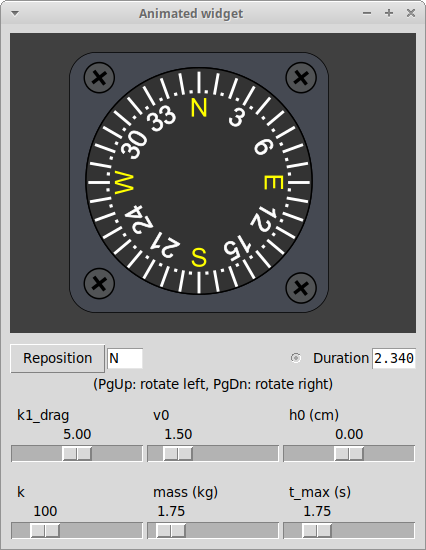 Animated widget
N
33 3
30 6
W E
24 12
21 15
S
Reposition N Duration 2.340
(PgUp: rotate left, PgDn: rotate right)
k1_drag v0 h0 (cm)
5.00 1.50 0.00
k mass (kg) t_max (s)
100 1.75 1.75